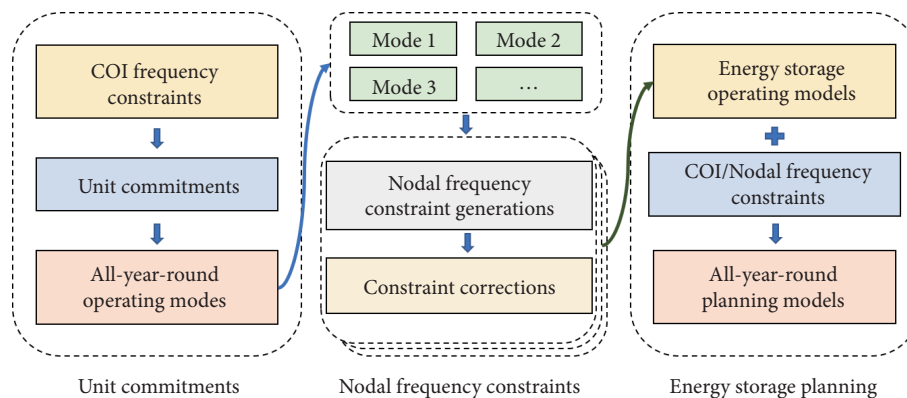 COI frequency
constraints
Unit commitments
All-year-round
operating modes
Unit commitments
Mode 1
Mode 2
Mode 3
...
Nodal frequency
constraint generations
Constraint corrections
Nodal frequency constraints
Energy storage
operating models
COI/Nodal frequency
constraints
All-year-round
planning models
Energy storage planning